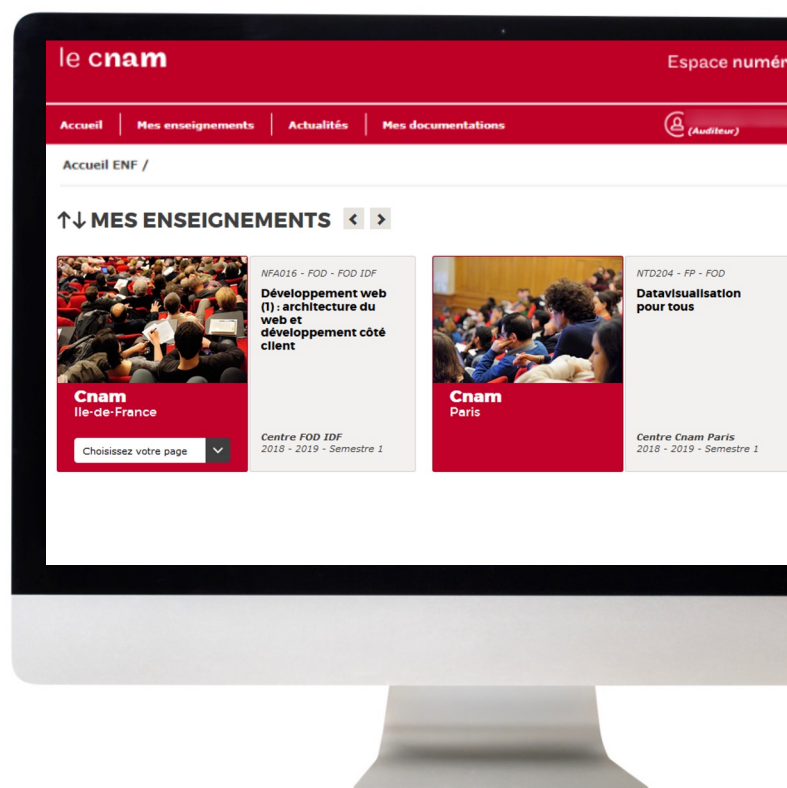 le cnam
Espace numér
Accueil
Mes enseignements
Actualités
Mes documentations
(Auditeur)
Accueil ENF /
↑↓ MES ENSEIGNEMENTS < >
Cnam
Ile-de-France
Choisissez votre page
NFA016 - FOD - FOD IDF
Développement web
(1) : architecture du
web et
développement côté
client
Centre FOD IDF
2018 - 2019 - Semestre 1
Cnam
Paris
NTD204 - FP - FOD
Datavisualisation
pour tous
Centre Cnam Paris
2018 - 2019 - Semestre 1